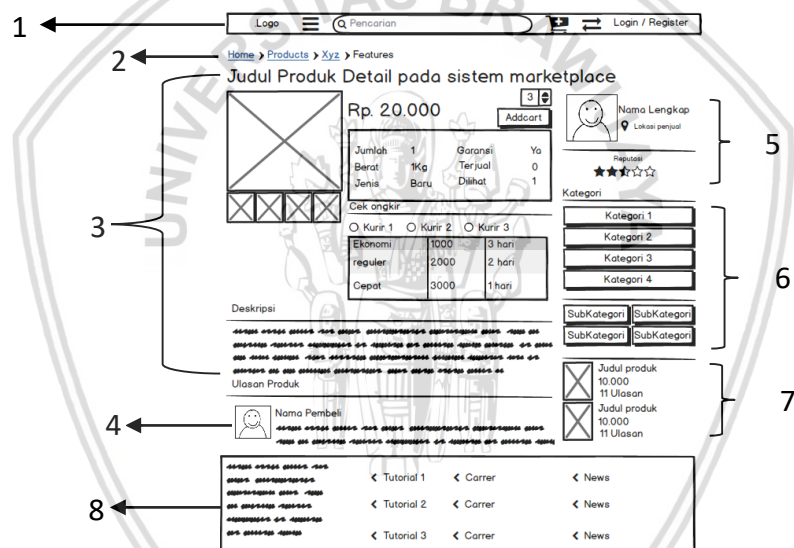 1
Logo Pencarian Login / Register
2
Home Products Xyz Features
Judul Produk Detail pada sistem marketplace
3
Rp. 20.000
3
Addcart
Jumlah 1 Garansi Ya
Berat 1Kg Terjual 0
Jenis Baru Dilihat 1
Cek ongkir
Kurir 1 Kurir 2 Kurir 3
Ekonomi 1000 3 hari
reguler 2000 2 hari
Cepat 3000 1 hari
Deskripsi
Ulasan Produk
4
Nama Pembeli
Nama Lengkap
Lokasi penjual
Reputasi
5
Kategori
Kategori 1
Kategori 2
Kategori 3
Kategori 4
SubKategori SubKategori
SubKategori SubKategori
6
Judul produk
10.000
11 Ulasan
Judul produk
10.000
11 Ulasan
7
8
Tutorial 1 Carrer News
Tutorial 2 Carrer News
Tutorial 3 Carrer News
UNIVERSITAS BRAWIJAYA